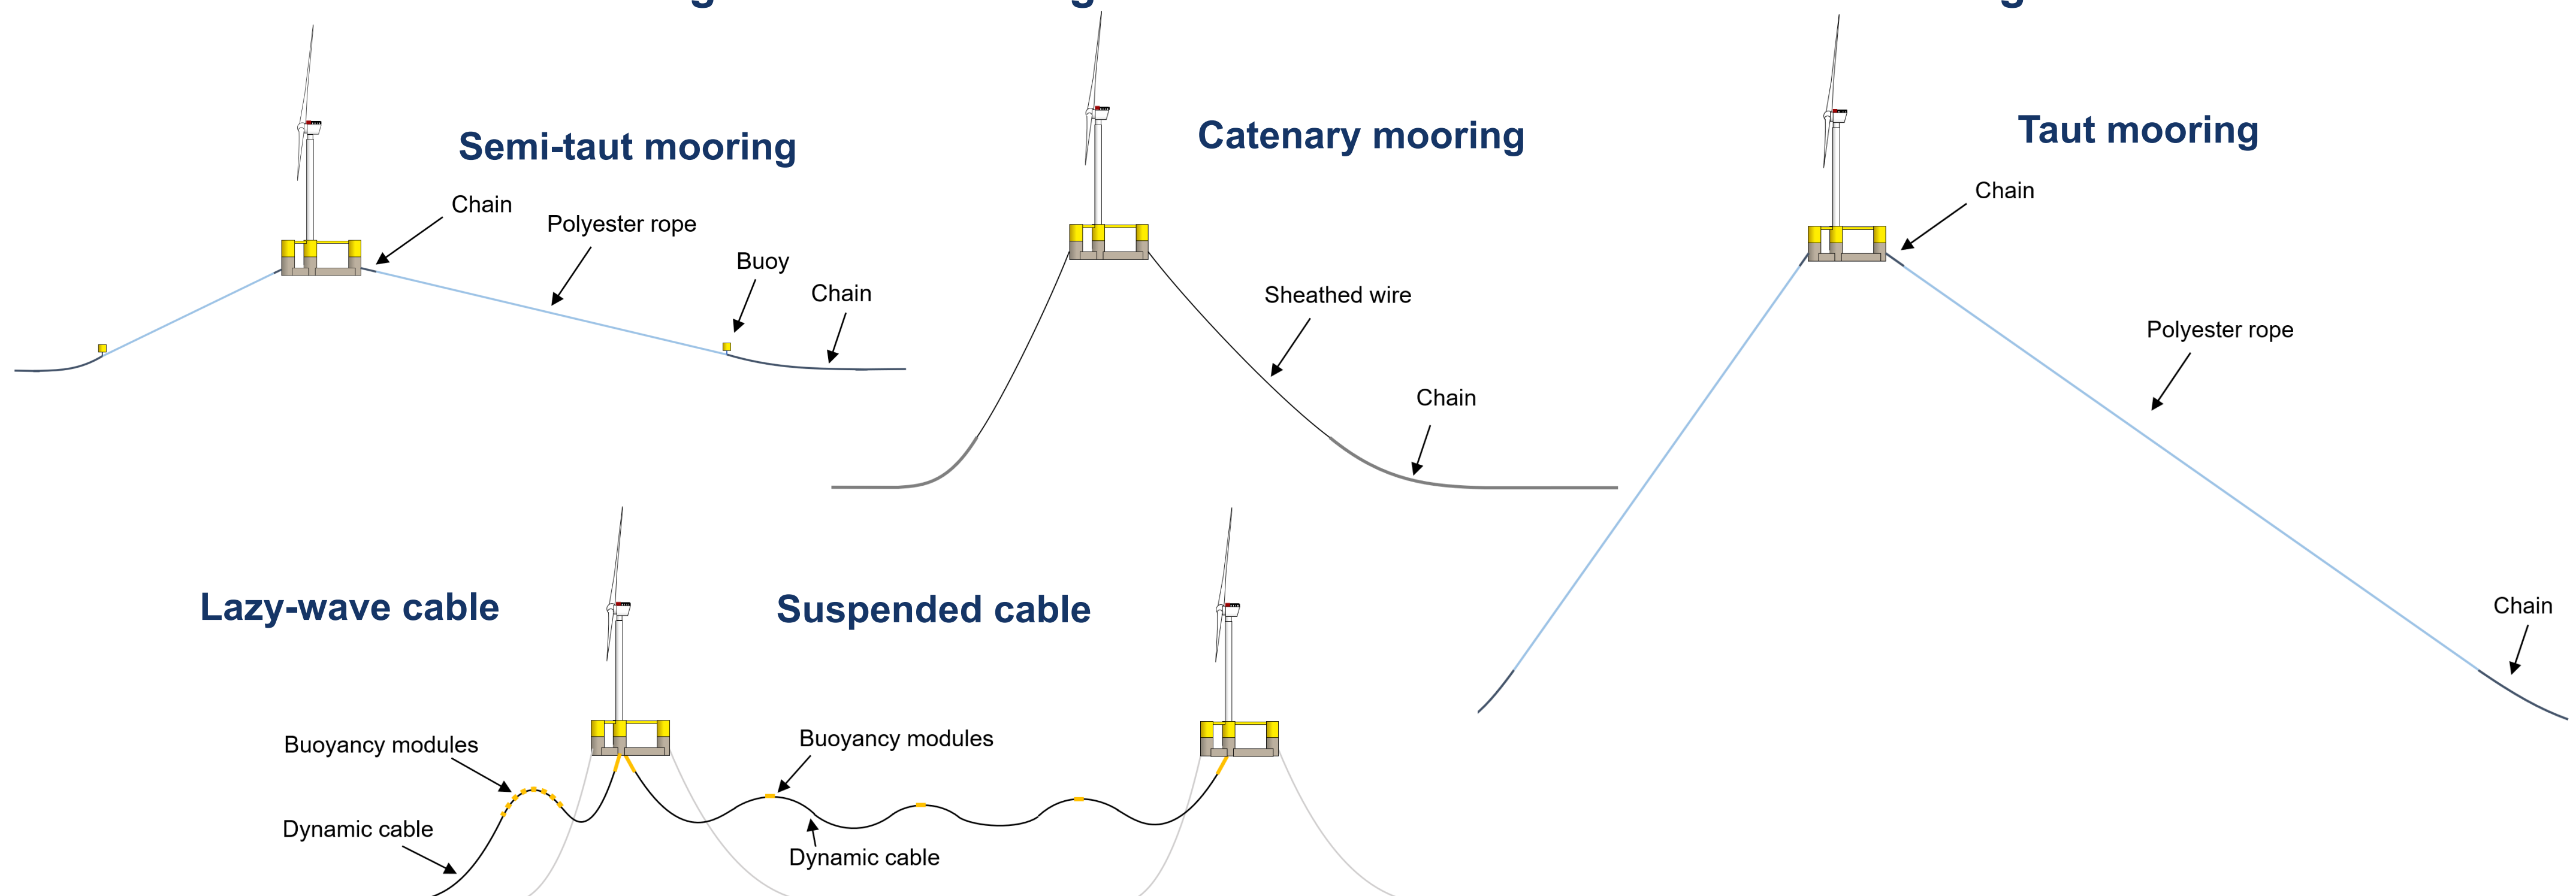 Semi-taut mooring
Chain
Polyester rope
Buoy
Chain
Catenary mooring
Sheathed wire
Chain
Taut mooring
Chain
Polyester rope
Chain
Lazy-wave cable
Buoyancy modules
Dynamic cable
Suspended cable
Buoyancy modules
Dynamic cable